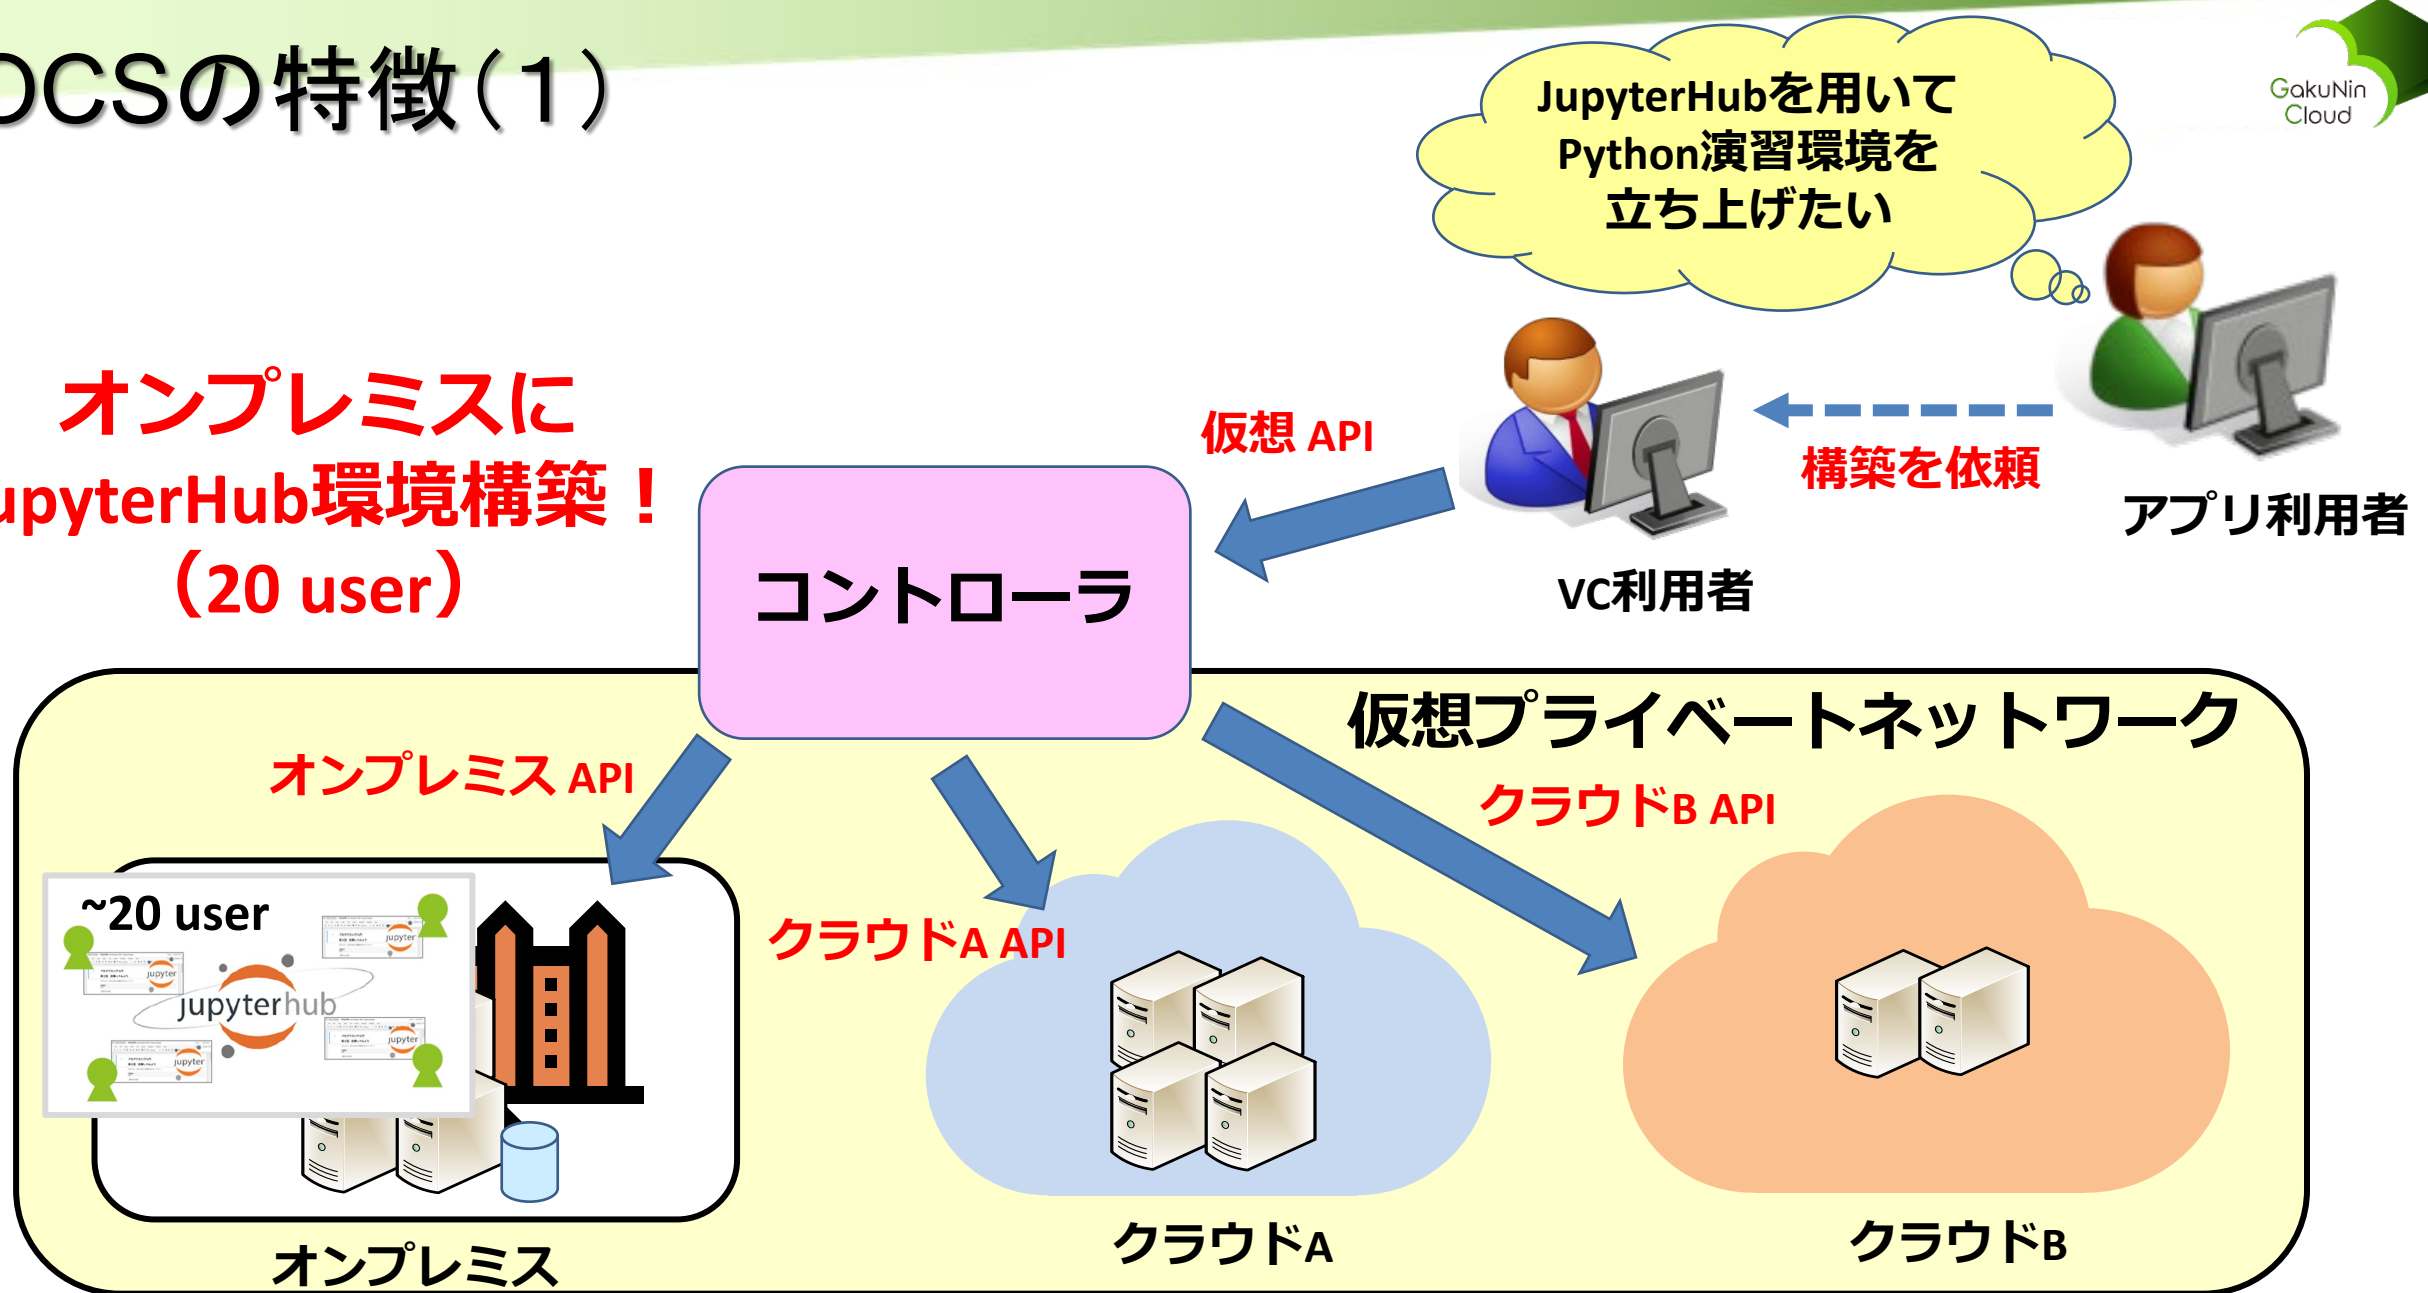 OCSの特徴（1）
JupyterHubを用いて
Python演習環境を
立ち上げたい
GakuNin
Cloud
オンプレミスに
upyterHub環境構築！
（20 user）
仮想 API
構築を依頼
アプリ利用者
VC利用者
コントローラ
仮想プライベートネットワーク
オンプレミス API
クラウドB API
クラウドA API
~20 user
jupyter
jupyter
jupyterhub
jupyter
jupyter
オンプレミス
クラウドA
クラウドB